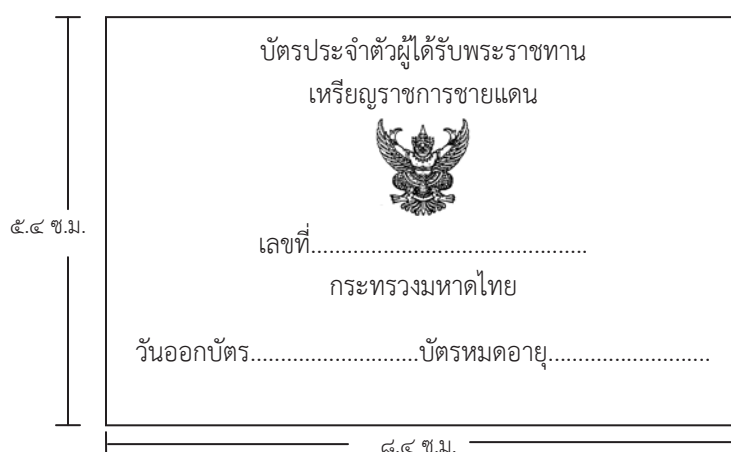 บัตรประจำตัวผู้ได้รับพระราชทาน
เหรียญราชการชายแดน
๕.๔ ซ.ม.
เลขที่.............................................
กระทรวงมหาดไทย
วันออกบัตร............................บัตรหมดอายุ...........................
๘.๔ ซ.ม.